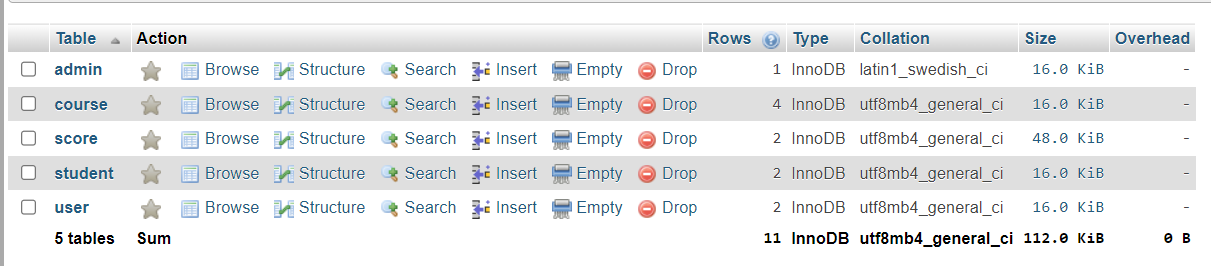 Table Action Rows Type Collation Size Overhead
admin Browse Structure Search Insert Empty Drop 1 InnoDB latin1_swedish_ci 16.0 KiB -
course Browse Structure Search Insert Empty Drop 4 InnoDB utf8mb4_general_ci 16.0 KiB -
score Browse Structure Search Insert Empty Drop 2 InnoDB utf8mb4_general_ci 48.0 KiB -
student Browse Structure Search Insert Empty Drop 2 InnoDB utf8mb4_general_ci 16.0 KiB -
user Browse Structure Search Insert Empty Drop 2 InnoDB utf8mb4_general_ci 16.0 KiB -
5 tables Sum 11 InnoDB utf8mb4_general_ci 112.0 KiB 0 B